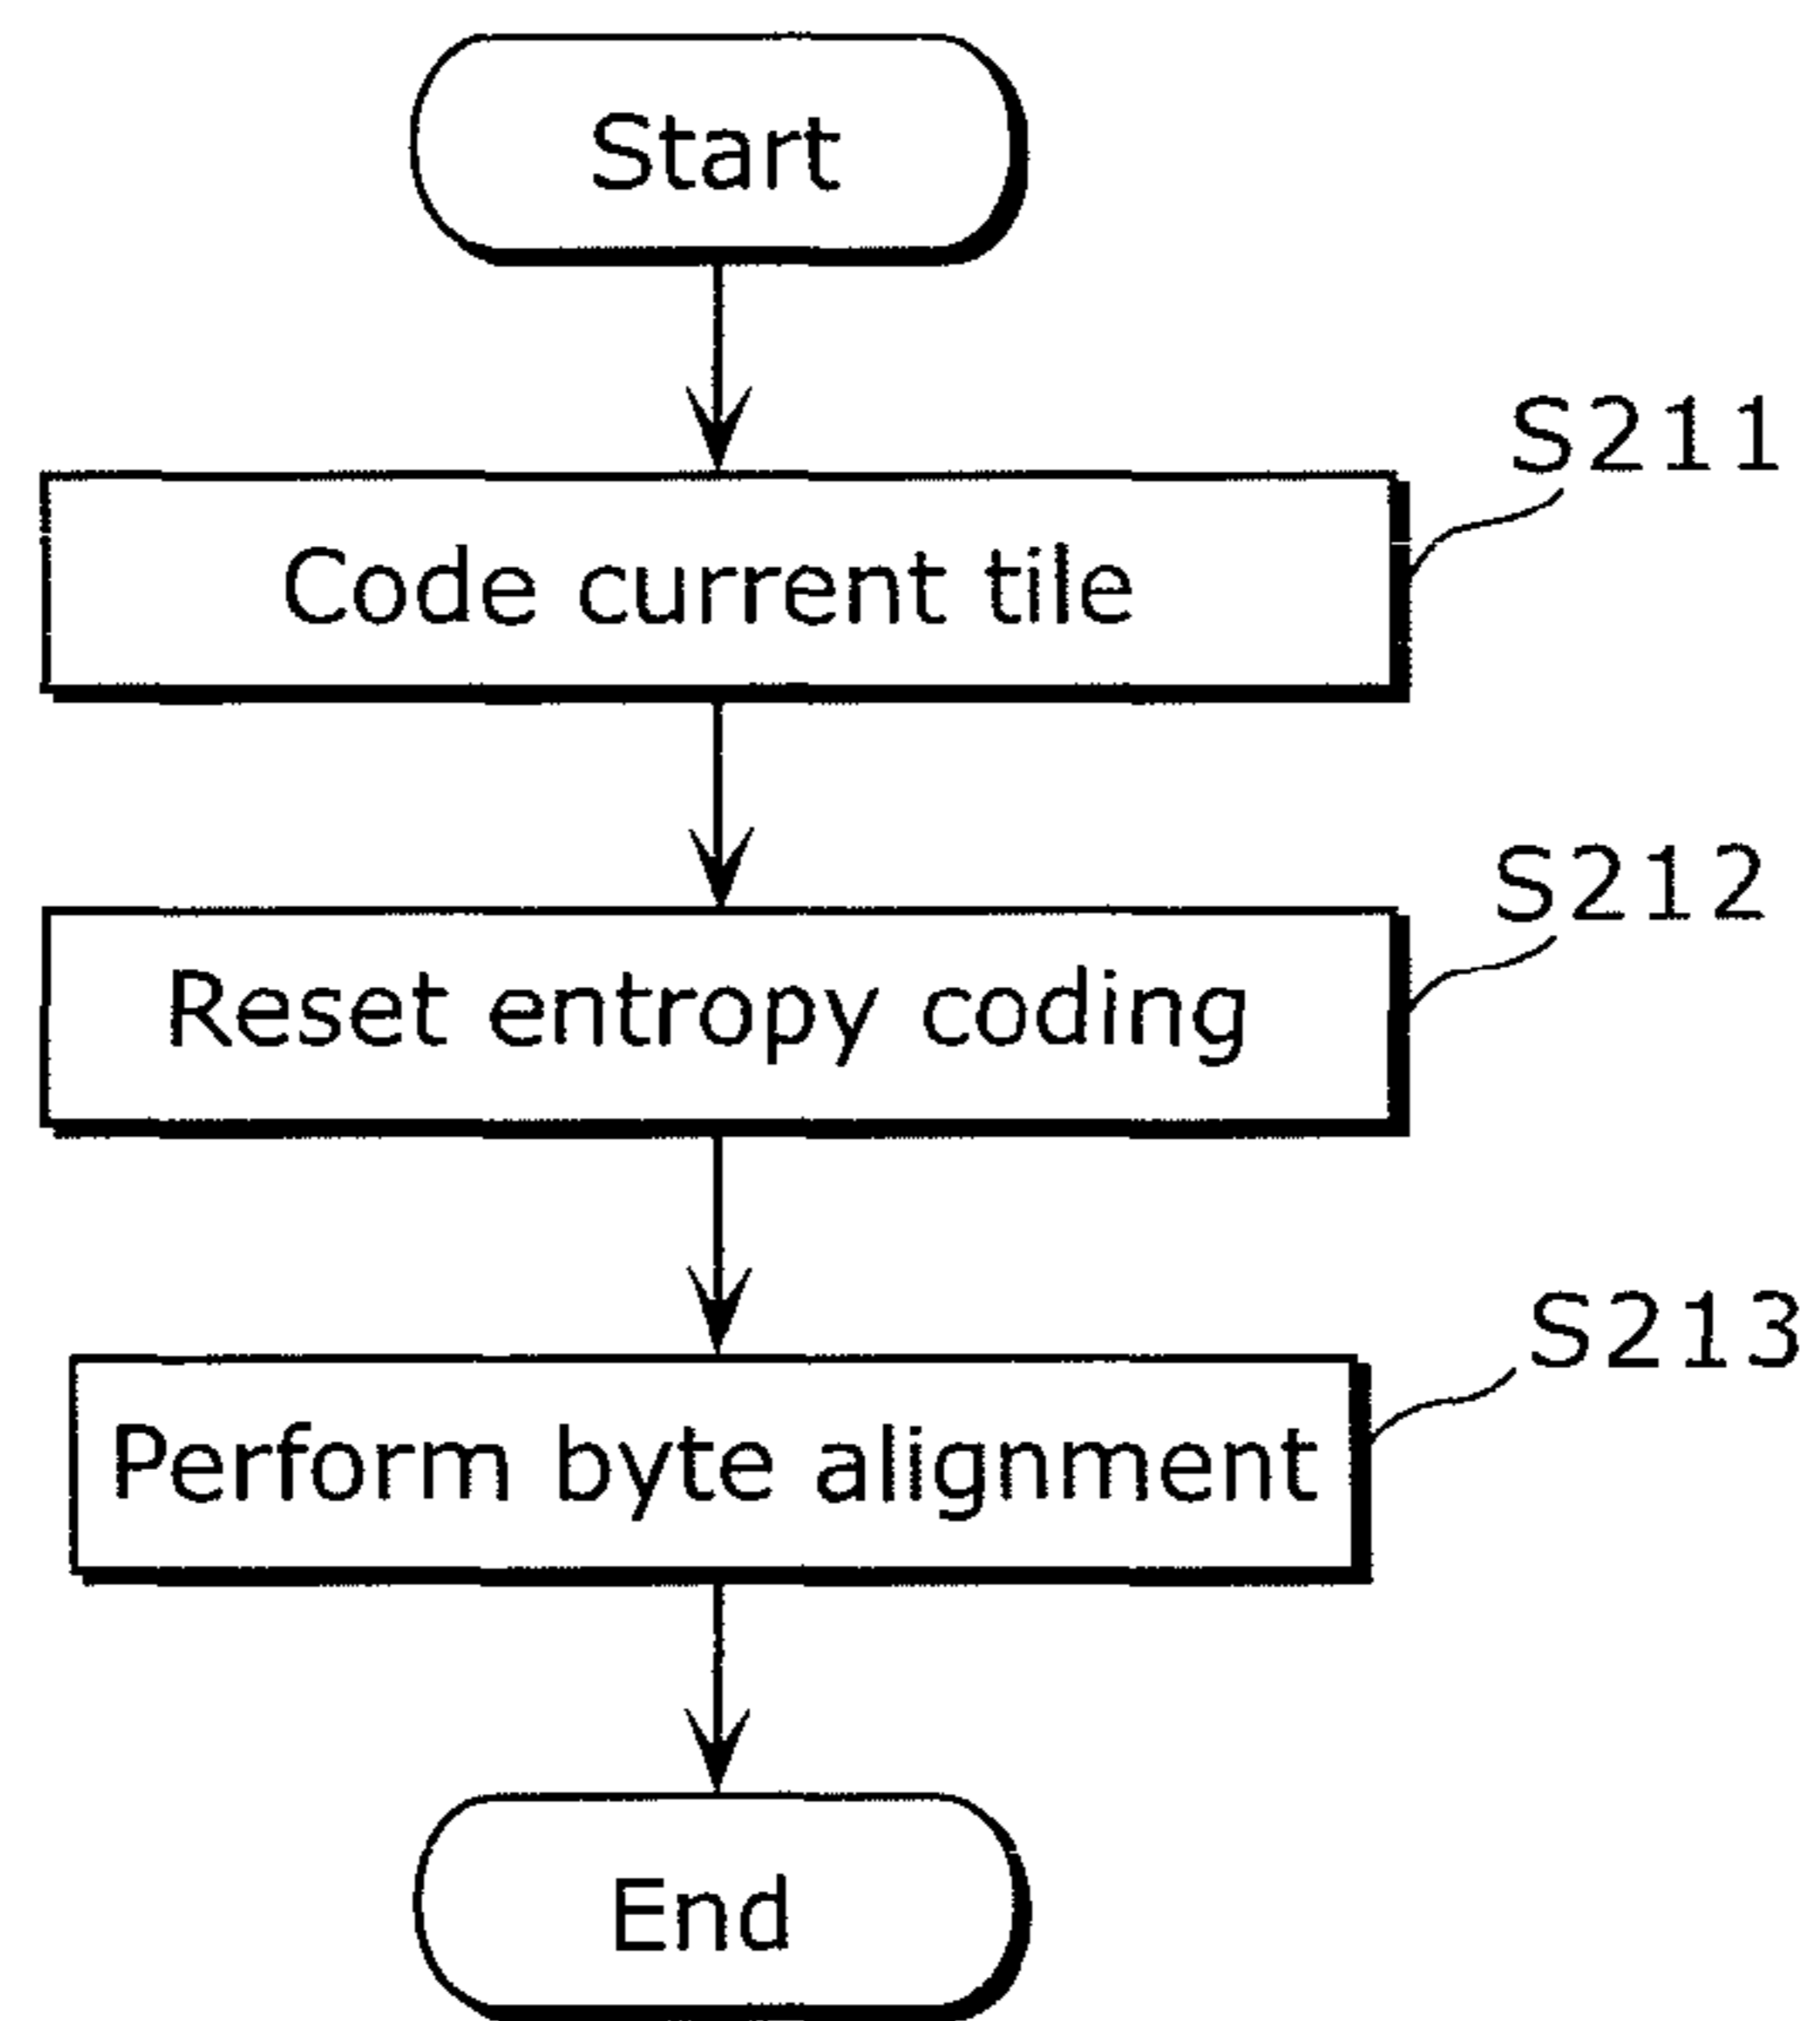 Start
S211
Code current tile
S212
Reset entropy coding
S213
Perform byte alignment
End